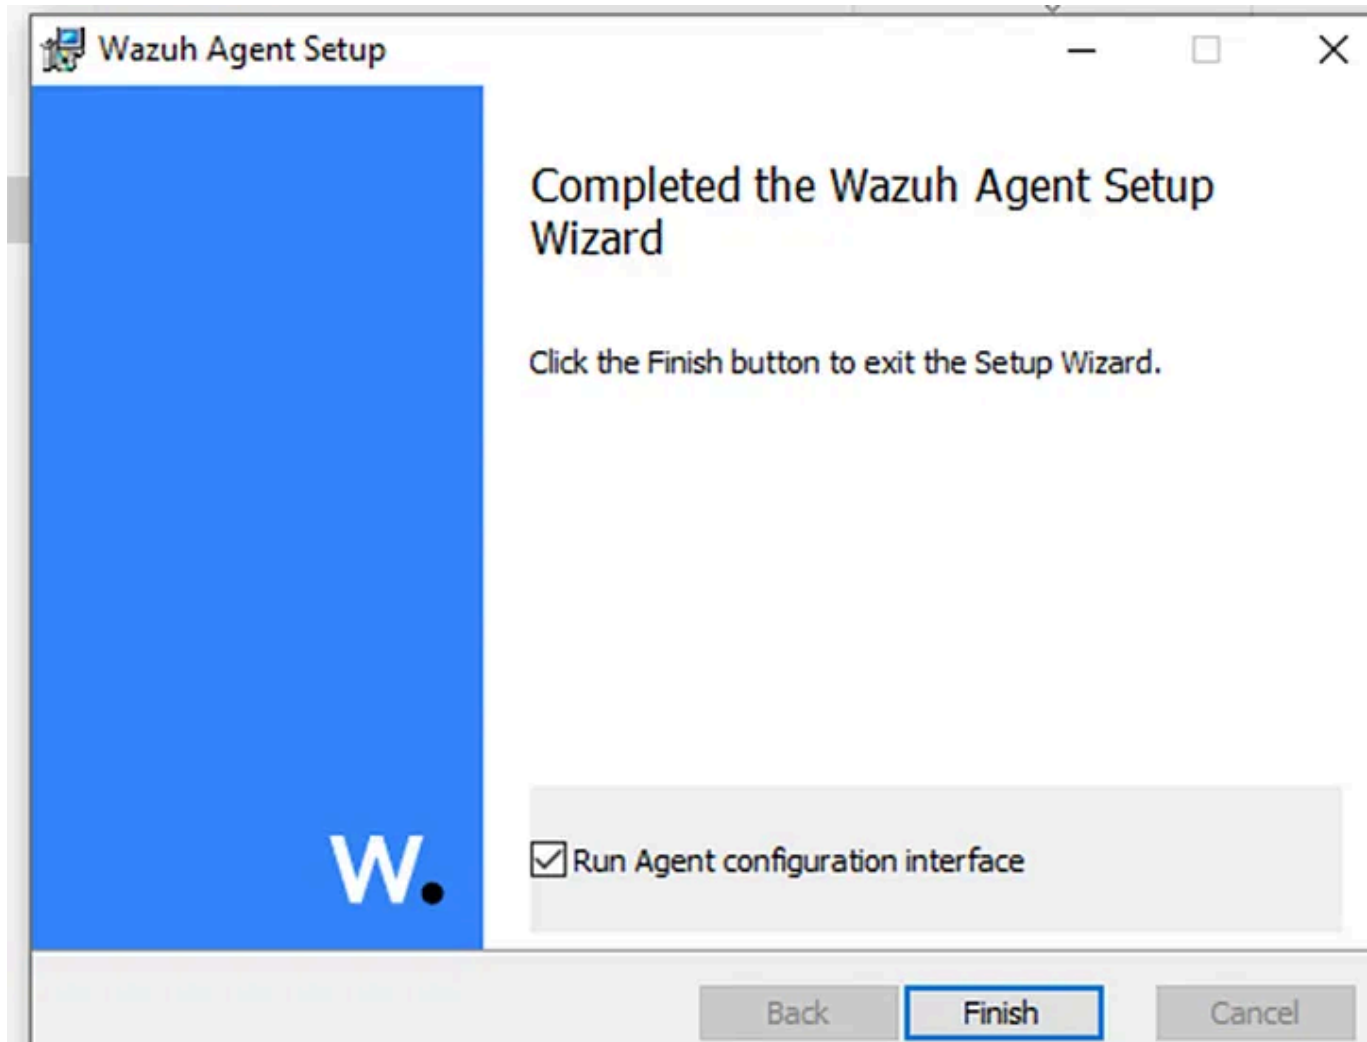 Wazuh Agent Setup
Completed the Wazuh Agent Setup
Wizard
Click the Finish button to exit the Setup Wizard.
W.
Run Agent configuration interface
Back
Finish
Cancel